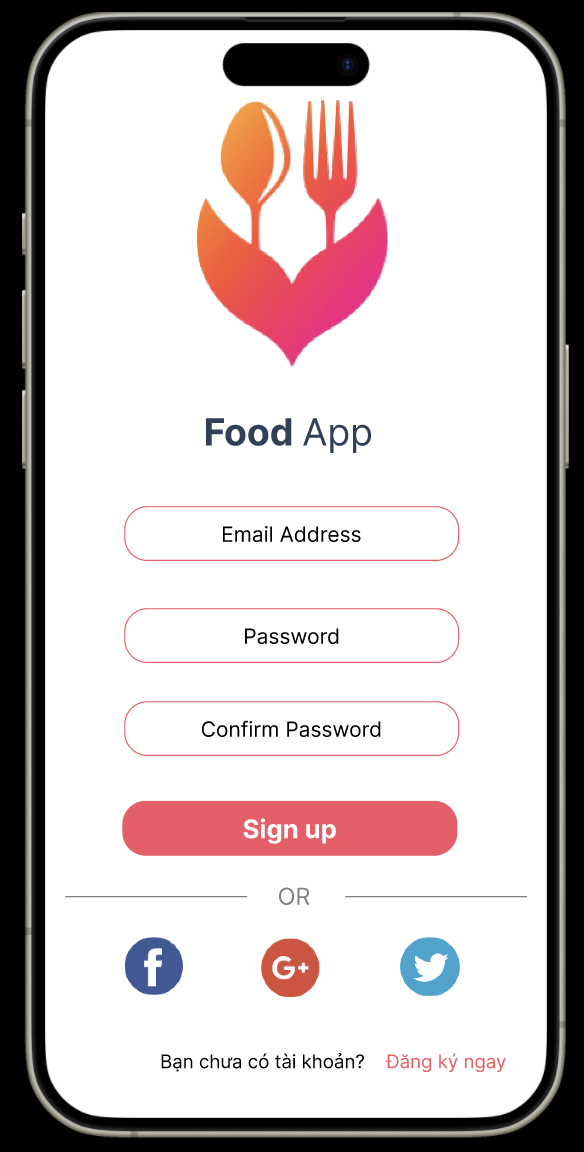 Food App
Email Address
Password
Confirm Password
Sign up
OR
f
G+
Bạn chưa có tài khoản? Đăng ký ngay